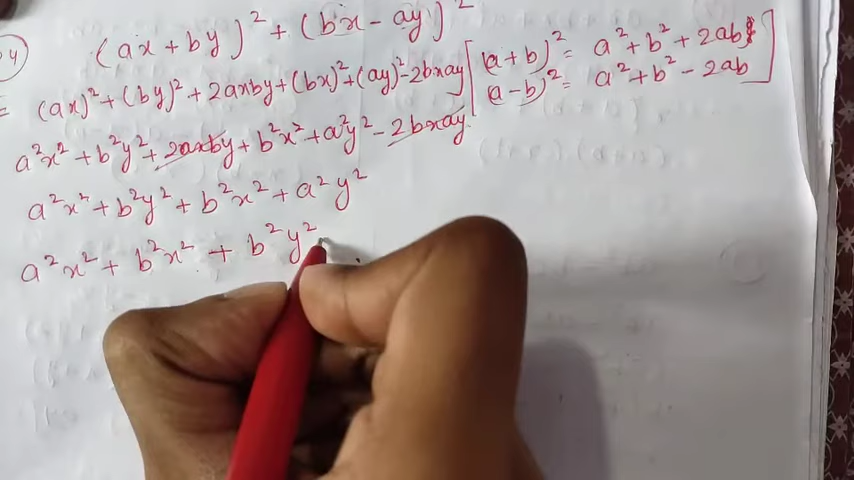 (ax + by)² + (bx - ay)²
= (ax)² + (by)² + 2axby + (bx)² + (ay)² - 2bxay [(a + b)² = a² + b² + 2ab
(a - b)² = a² + b² - 2ab]
a²x² + b²y² + 2axby + b²x² + a²y² - 2bxay
a²x² + b²y² + b²x² + a²y²
a²x² + b²x² + b²y²